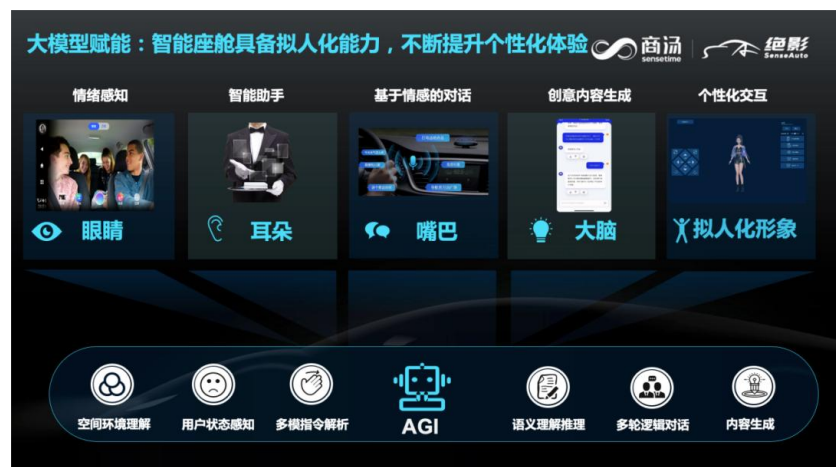 大模型赋能：智能座舱具备拟人化能力，不断提升个性化体验
商汤
sensetime
绝影
SenseAuto
情绪感知
智能助手
基于情感的对话
创意内容生成
个性化交互
眼睛
耳朵
嘴巴
大脑
拟人化形象
空间环境理解
用户状态感知
多模指令解析
AGI
语义理解推理
多轮逻辑对话
内容生成